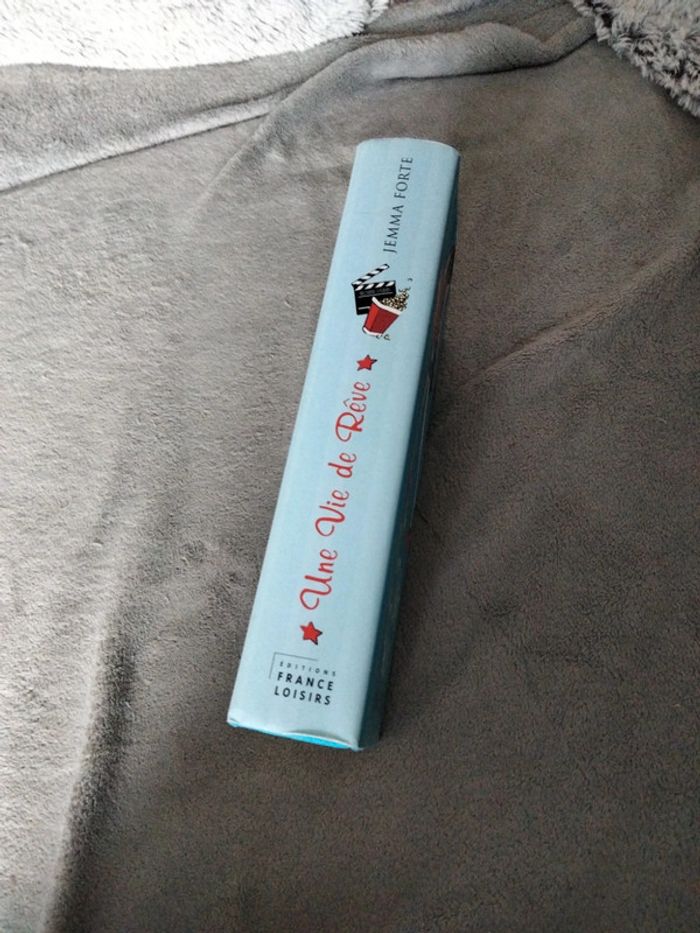 JEMMA FORTE
Une Vie de Rêve
EDITIONS
FRANCE
LOISIRS